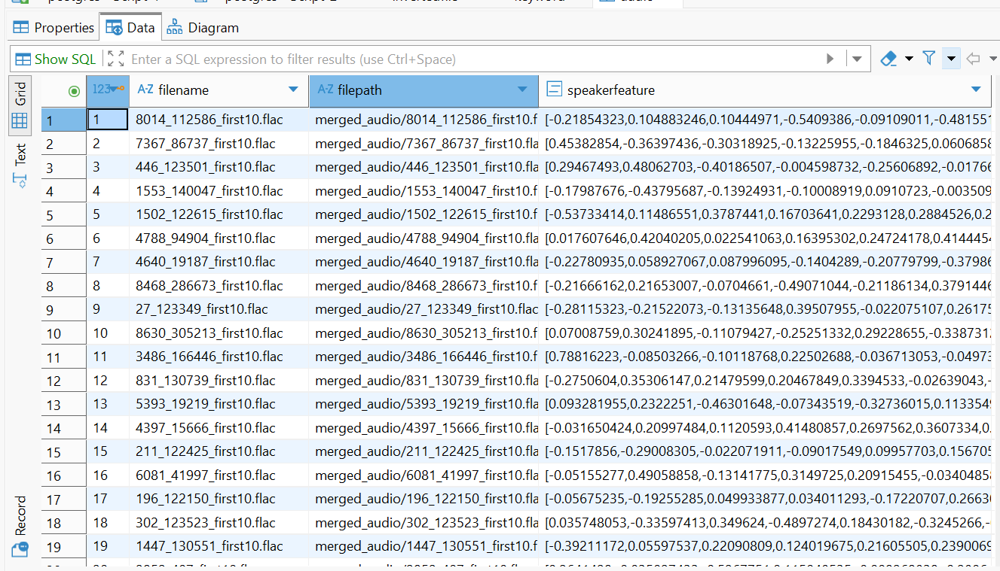 Properties Data Diagram
Show SQL Enter a SQL expression to filter results (use Ctrl+Space)
Grid
Text
Record
123 A-Z filename A-Z filepath speakerfeature
1 1 8014_112586_first10.flac merged_audio/8014_112586_first10.f [-0.21854323,0.104883246,0.10444971,-0.5409386,-0.09109011,-0.481551
2 2 7367_86737_first10.flac merged_audio/7367_86737_first10.fla [0.45382854,-0.36397436,-0.30318925,-0.13225955,-0.1846325,0.0606858
3 3 446_123501_first10.flac merged_audio/446_123501_first10.fla [0.29467493,0.48062703,-0.40186507,-0.004598732,-0.25606892,-0.01766
4 4 1553_140047_first10.flac merged_audio/1553_140047_first10.f [-0.17987676,-0.43795687,-0.13924931,-0.10008919,0.0910723,-0.003509
5 5 1502_122615_first10.flac merged_audio/1502_122615_first10.f [-0.53733414,0.11486551,0.3787441,0.16703641,0.2293128,0.2884526,0.2
6 6 4788_94904_first10.flac merged_audio/4788_94904_first10.fla [0.017607646,0.42040205,0.022541063,0.16395302,0.24724178,0.4144454
7 7 4640_19187_first10.flac merged_audio/4640_19187_first10.fla [-0.22780935,0.058927067,0.087996095,-0.1404289,-0.20779799,-0.37986
8 8 8468_286673_first10.flac merged_audio/8468_286673_first10.f [-0.21666162,0.21653007,-0.0704661,-0.49071044,-0.21186134,0.3791446
9 9 27_123349_first10.flac merged_audio/27_123349_first10.flac [-0.28115323,-0.21522073,-0.13135648,0.39507955,-0.022075107,0.26175
10 10 8630_305213_first10.flac merged_audio/8630_305213_first10.f [0.07008759,0.30241895,-0.11079427,-0.25251332,0.29228655,-0.338731
11 11 3486_166446_first10.flac merged_audio/3486_166446_first10.f [0.78816223,-0.08503266,-0.10118768,0.22502688,-0.036713053,-0.04973
12 12 831_130739_first10.flac merged_audio/831_130739_first10.fla [-0.2750604,0.35306147,0.21479599,0.20467849,0.3394533,-0.02639043,-
13 13 5393_19219_first10.flac merged_audio/5393_19219_first10.fla [0.093281955,0.2322251,-0.46301648,-0.07343519,-0.32736015,0.1133549
14 14 4397_15666_first10.flac merged_audio/4397_15666_first10.fla [-0.031650424,0.20997484,0.1120593,0.41480857,0.2697562,0.3607334,0.
15 15 211_122425_first10.flac merged_audio/211_122425_first10.fla [-0.1517856,-0.29008305,-0.022071911,-0.09017549,0.09957703,0.156705
16 16 6081_41997_first10.flac merged_audio/6081_41997_first10.fla [-0.05155277,0.49058858,-0.13141775,0.3149725,0.20915455,-0.0340485
17 17 196_122150_first10.flac merged_audio/196_122150_first10.fla [-0.05675235,-0.19255285,0.049933877,0.034011293,-0.17220707,0.2663
18 18 302_123523_first10.flac merged_audio/302_123523_first10.fla [0.035748053,-0.33597413,0.349624,-0.4897274,0.18430182,-0.3245266,-
19 19 1447_130551_first10.flac merged_audio/1447_130551_first10.f [-0.39211172,0.05597537,0.22090809,0.124019675,0.21605505,0.2390069